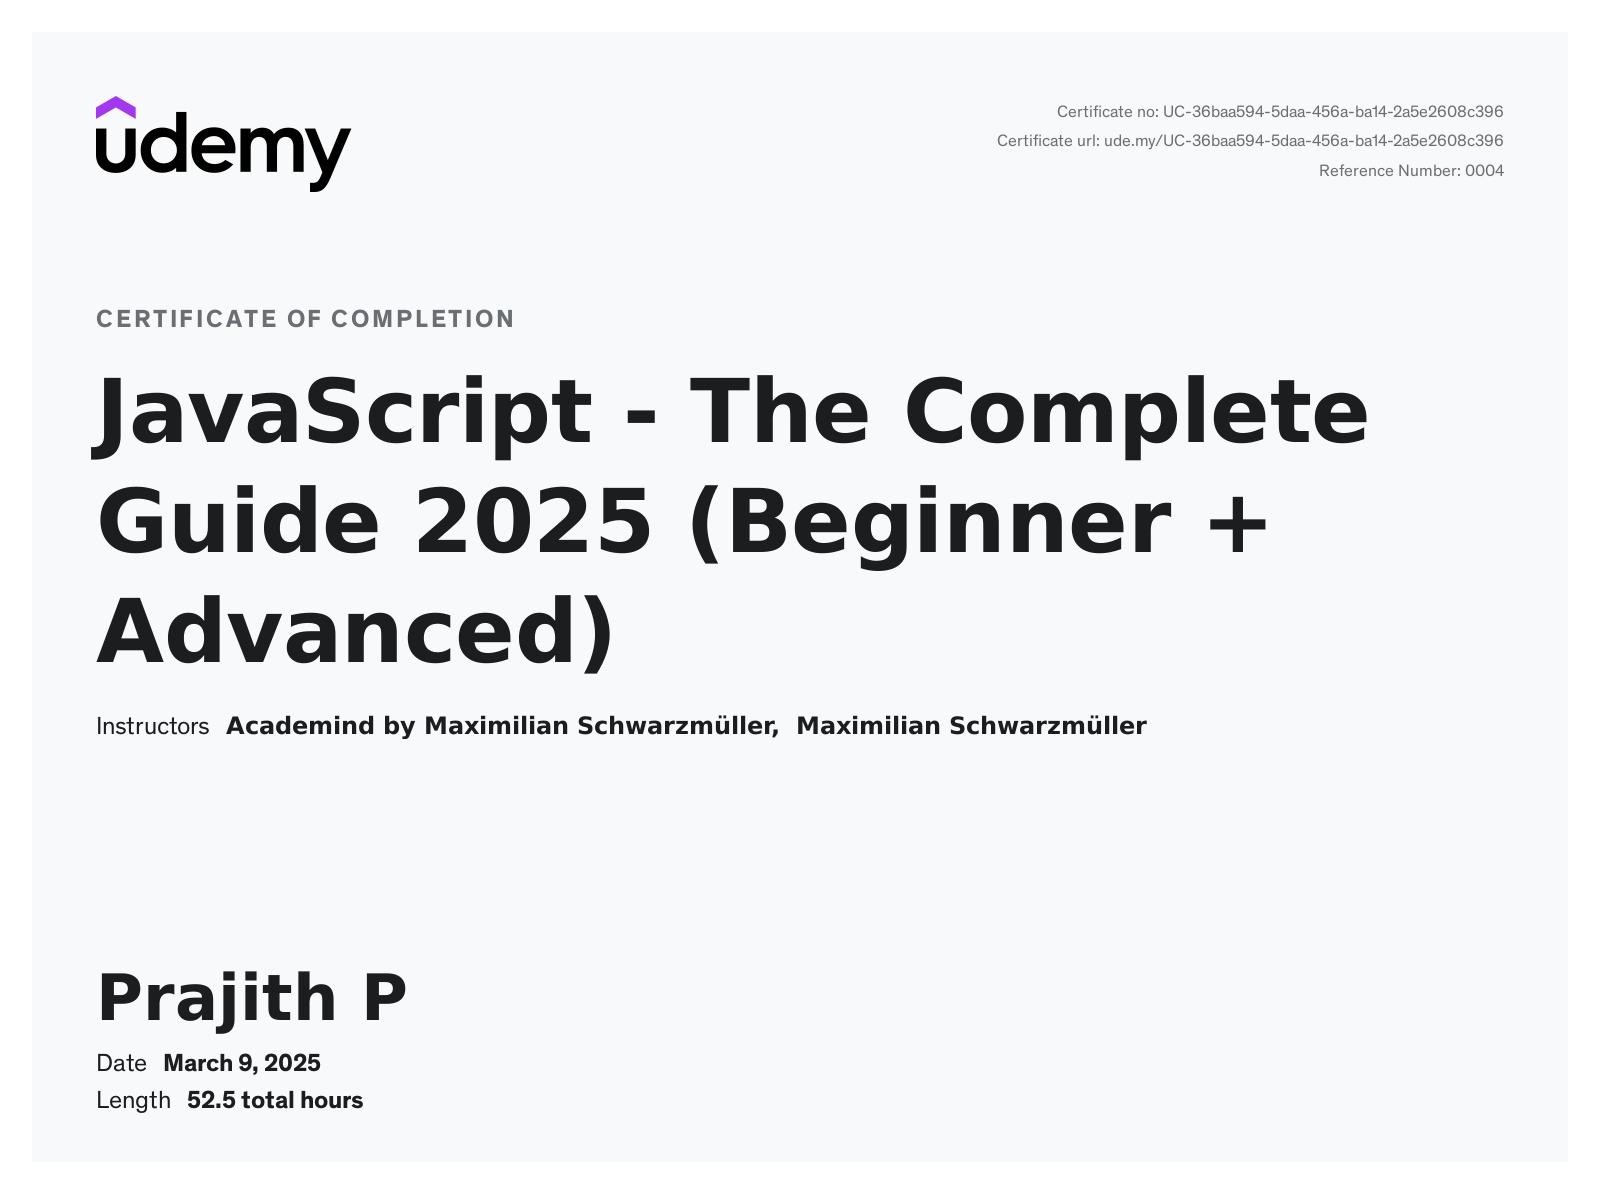 udemy
Certificate no: UC-36baa594-5daa-456a-ba14-2a5e2608c396
Certificate url: ude.my/UC-36baa594-5daa-456a-ba14-2a5e2608c396
Reference Number: 0004
CERTIFICATE OF COMPLETION
JavaScript - The Complete
Guide 2025 (Beginner +
Advanced)
Instructors Academind by Maximilian Schwarzmüller, Maximilian Schwarzmüller
Prajith P
Date March 9, 2025
Length 52.5 total hours